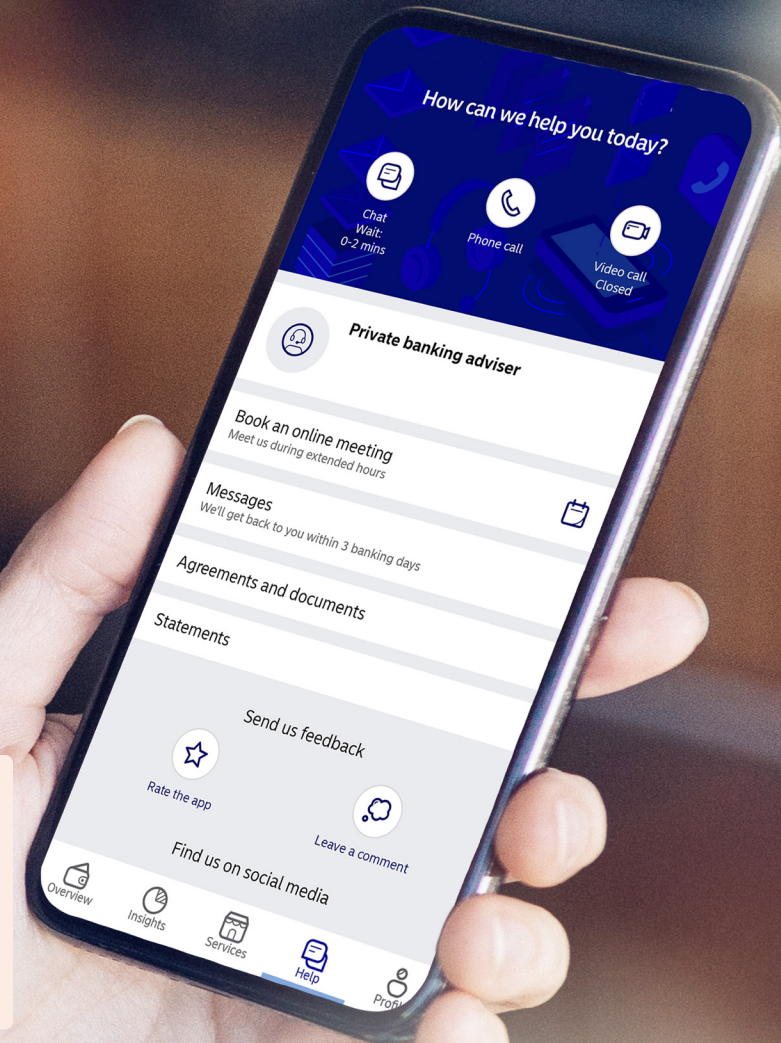 How can we help you today?
Chat
Wait:
0-2 mins
Phone call
Video call
Closed
Private banking adviser
Book an online meeting
Meet us during extended hours
Messages
We'll get back to you within 3 banking days
Agreements and documents
Statements
Send us feedback
Rate the app
Leave a comment
Find us on social media
Overview
Insights
Services
Help